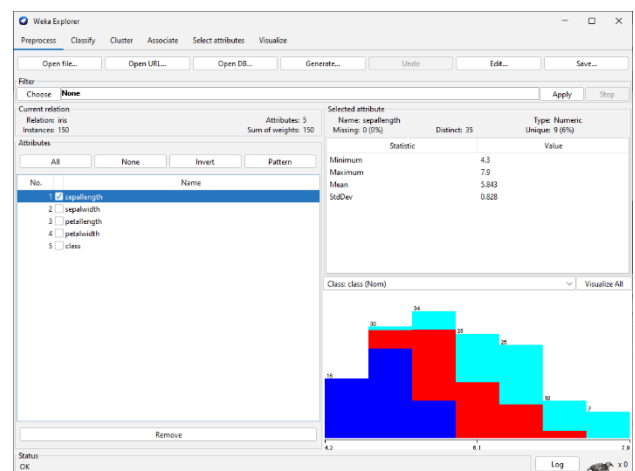 Weka Explorer
Preprocess Classify Cluster Associate Select attributes Visualize
Open file... Open URL... Open DB... Generate... Undo Edit... Save...
Filter
Choose None Apply Stop
Current relation
Relation: iris Attributes: 5
Instances: 150 Sum of weights: 150
Attributes
All None Invert Pattern
No. Name
1 sepallength
2 sepalwidth
3 petallength
4 petalwidth
5 class
Remove
Selected attribute
Name: sepallength Type: Numeric
Missing: 0 (0%) Distinct: 35 Unique: 9 (6%)
Statistic Value
Minimum 4.3
Maximum 7.9
Mean 5.843
StdDev 0.828
Class: class (Nom) Visualize All
16 30 34 28 25 10 7
4.3 6.1 7.9
Status
OK Log x 0